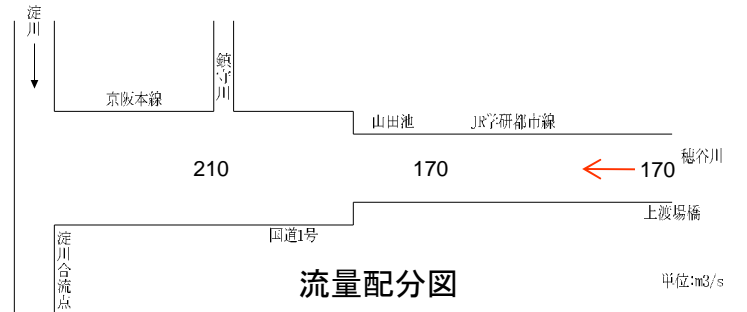 淀川
鎮守川
京阪本線
山田池
JR学研都市線
穂谷川
210
170
170
上渡場橋
国道1号
淀川合流点
流量配分図
単位:m3/s